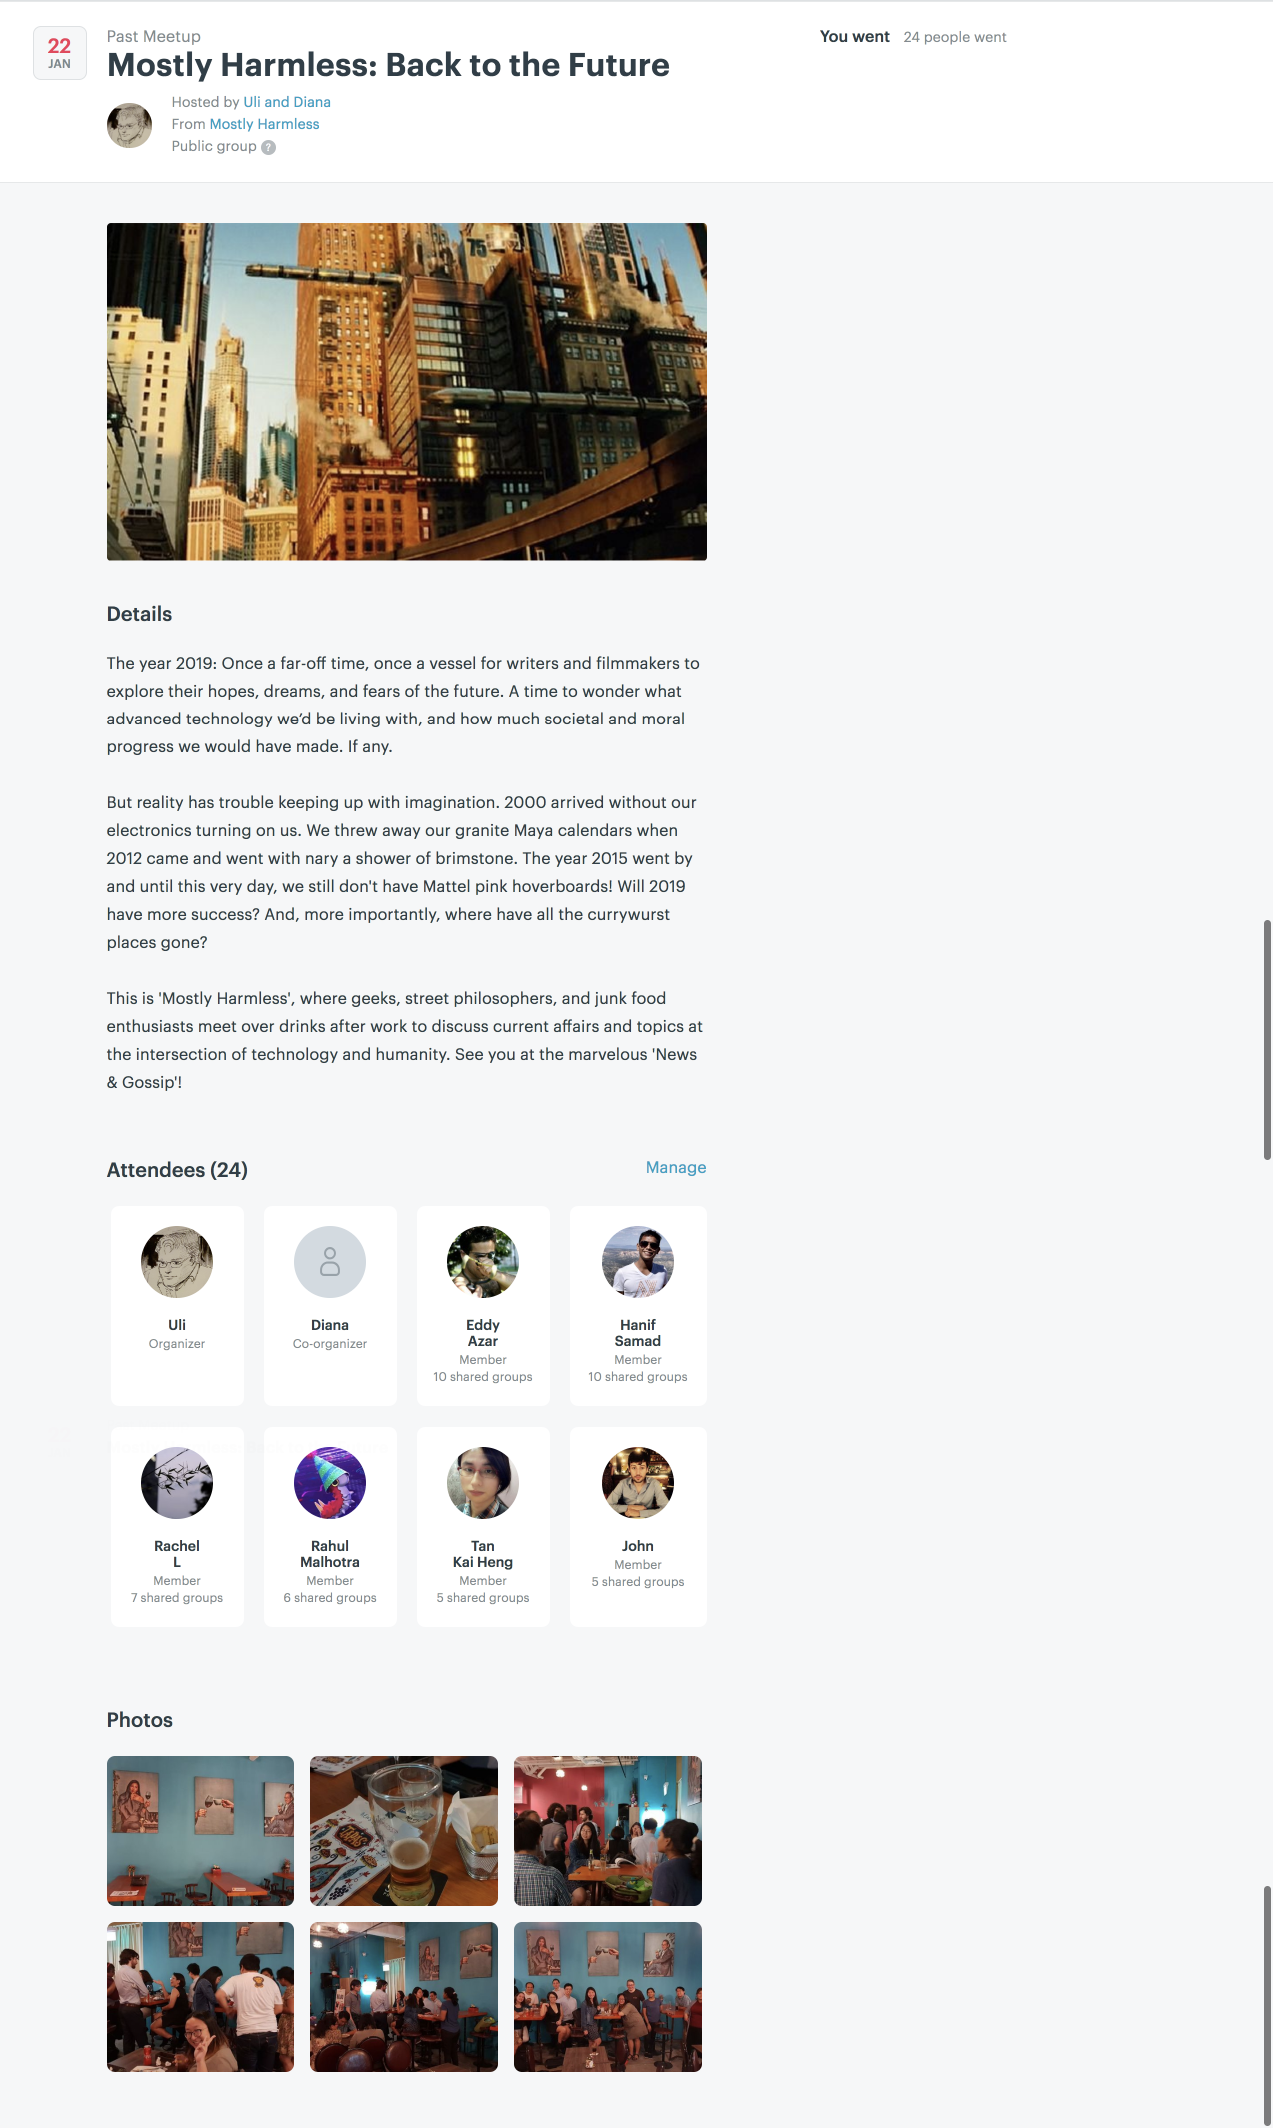 22
JAN
Past Meetup
Mostly Harmless: Back to the Future
You went 24 people went
Hosted by Uli and Diana
From Mostly Harmless
Public group ?
75
Details
The year 2019: Once a far-off time, once a vessel for writers and filmmakers to
explore their hopes, dreams, and fears of the future. A time to wonder what
advanced technology we’d be living with, and how much societal and moral
progress we would have made. If any.
But reality has trouble keeping up with imagination. 2000 arrived without our
electronics turning on us. We threw away our granite Maya calendars when
2012 came and went with nary a shower of brimstone. The year 2015 went by
and until this very day, we still don't have Mattel pink hoverboards! Will 2019
have more success? And, more importantly, where have all the currywurst
places gone?
This is 'Mostly Harmless', where geeks, street philosophers, and junk food
enthusiasts meet over drinks after work to discuss current affairs and topics at
the intersection of technology and humanity. See you at the marvelous 'News
& Gossip'!
Attendees (24)
Manage
Uli
Organizer
Diana
Co-organizer
Eddy
Azar
Member
10 shared groups
Hanif
Samad
Member
10 shared groups
Rachel
L
Member
7 shared groups
Rahul
Malhotra
Member
6 shared groups
Tan
Kai Heng
Member
5 shared groups
John
Member
5 shared groups
Photos